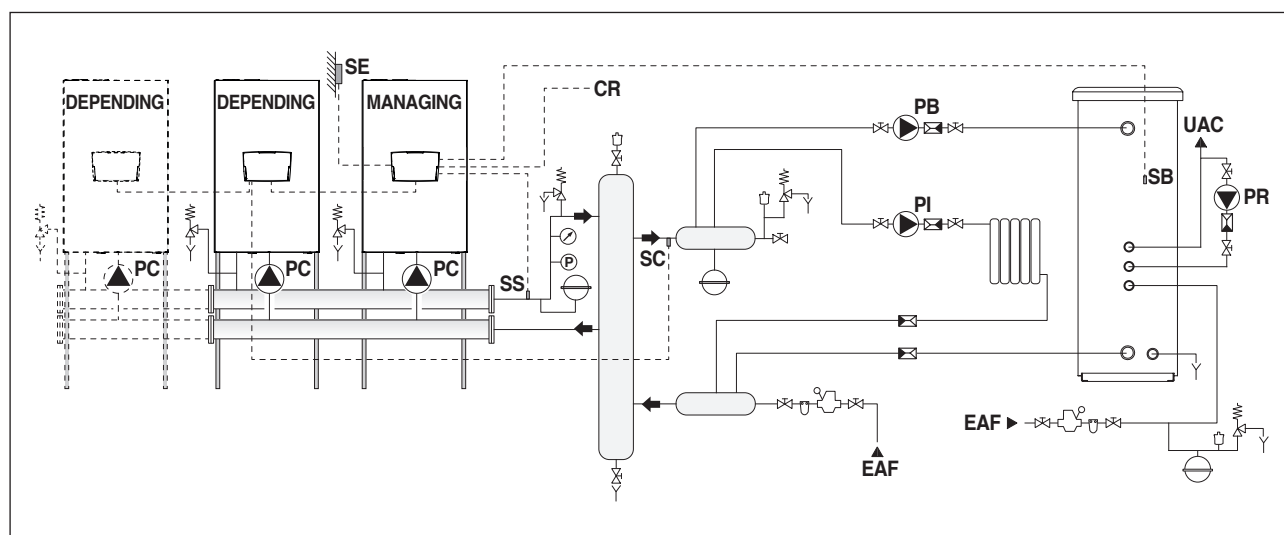 SE
DEPENDING
DEPENDING
MANAGING
CR
PB
UAC
SB
PR
PI
PC
PC
PC
SS
P
SC
EAF
EAF